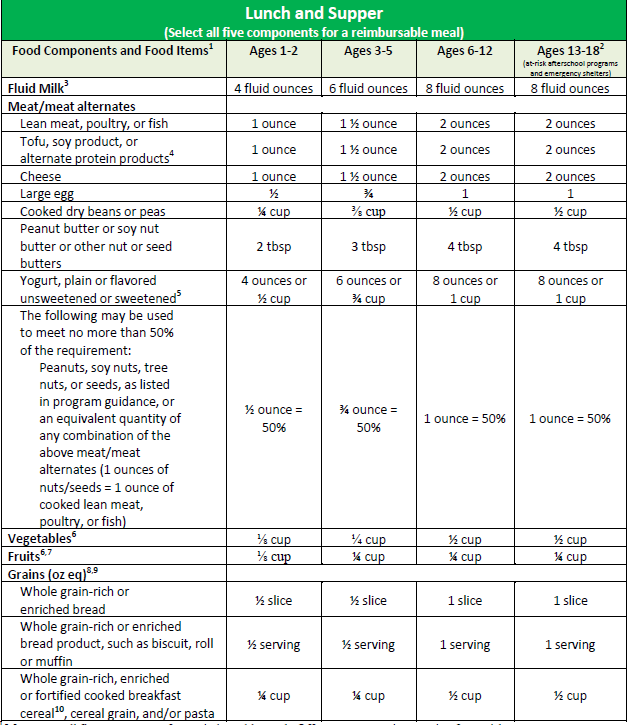 Lunch and Supper
(Select all five components for a reimbursable meal)
Food Components and Food Items¹ Ages 1-2 Ages 3-5 Ages 6-12 Ages 13-18²
(at-risk afterschool programs
and emergency shelters)
Fluid Milk³ 4 fluid ounces 6 fluid ounces 8 fluid ounces 8 fluid ounces
Meat/meat alternates
Lean meat, poultry, or fish 1 ounce 1 ½ ounce 2 ounces 2 ounces
Tofu, soy product, or
alternate protein products⁴ 1 ounce 1 ½ ounce 2 ounces 2 ounces
Cheese 1 ounce 1 ½ ounce 2 ounces 2 ounces
Large egg ½ ¾ 1 1
Cooked dry beans or peas ¼ cup ⅜ cup ½ cup ½ cup
Peanut butter or soy nut
butter or other nut or seed 2 tbsp 3 tbsp 4 tbsp 4 tbsp
butters
Yogurt, plain or flavored 4 ounces or 6 ounces or 8 ounces or 8 ounces or
unsweetened or sweetened⁵ ½ cup ¾ cup 1 cup 1 cup
The following may be used
to meet no more than 50%
of the requirement:
Peanuts, soy nuts, tree
nuts, or seeds, as listed
in program guidance, or ½ ounce = ¾ ounce =
an equivalent quantity of 50% 50% 1 ounce = 50% 1 ounce = 50%
any combination of the
above meat/meat
alternates (1 ounces of
nuts/seeds = 1 ounce of
cooked lean meat,
poultry, or fish)
Vegetables⁶ ⅛ cup ¼ cup ½ cup ½ cup
Fruits⁶,⁷ ⅛ cup ¼ cup ¼ cup ¼ cup
Grains (oz eq)⁸,⁹
Whole grain-rich or
enriched bread ½ slice ½ slice 1 slice 1 slice
Whole grain-rich or enriched
bread product, such as biscuit, roll ½ serving ½ serving 1 serving 1 serving
or muffin
Whole grain-rich, enriched
or fortified cooked breakfast ¼ cup ¼ cup ½ cup ½ cup
cereal¹⁰, cereal grain, and/or pasta